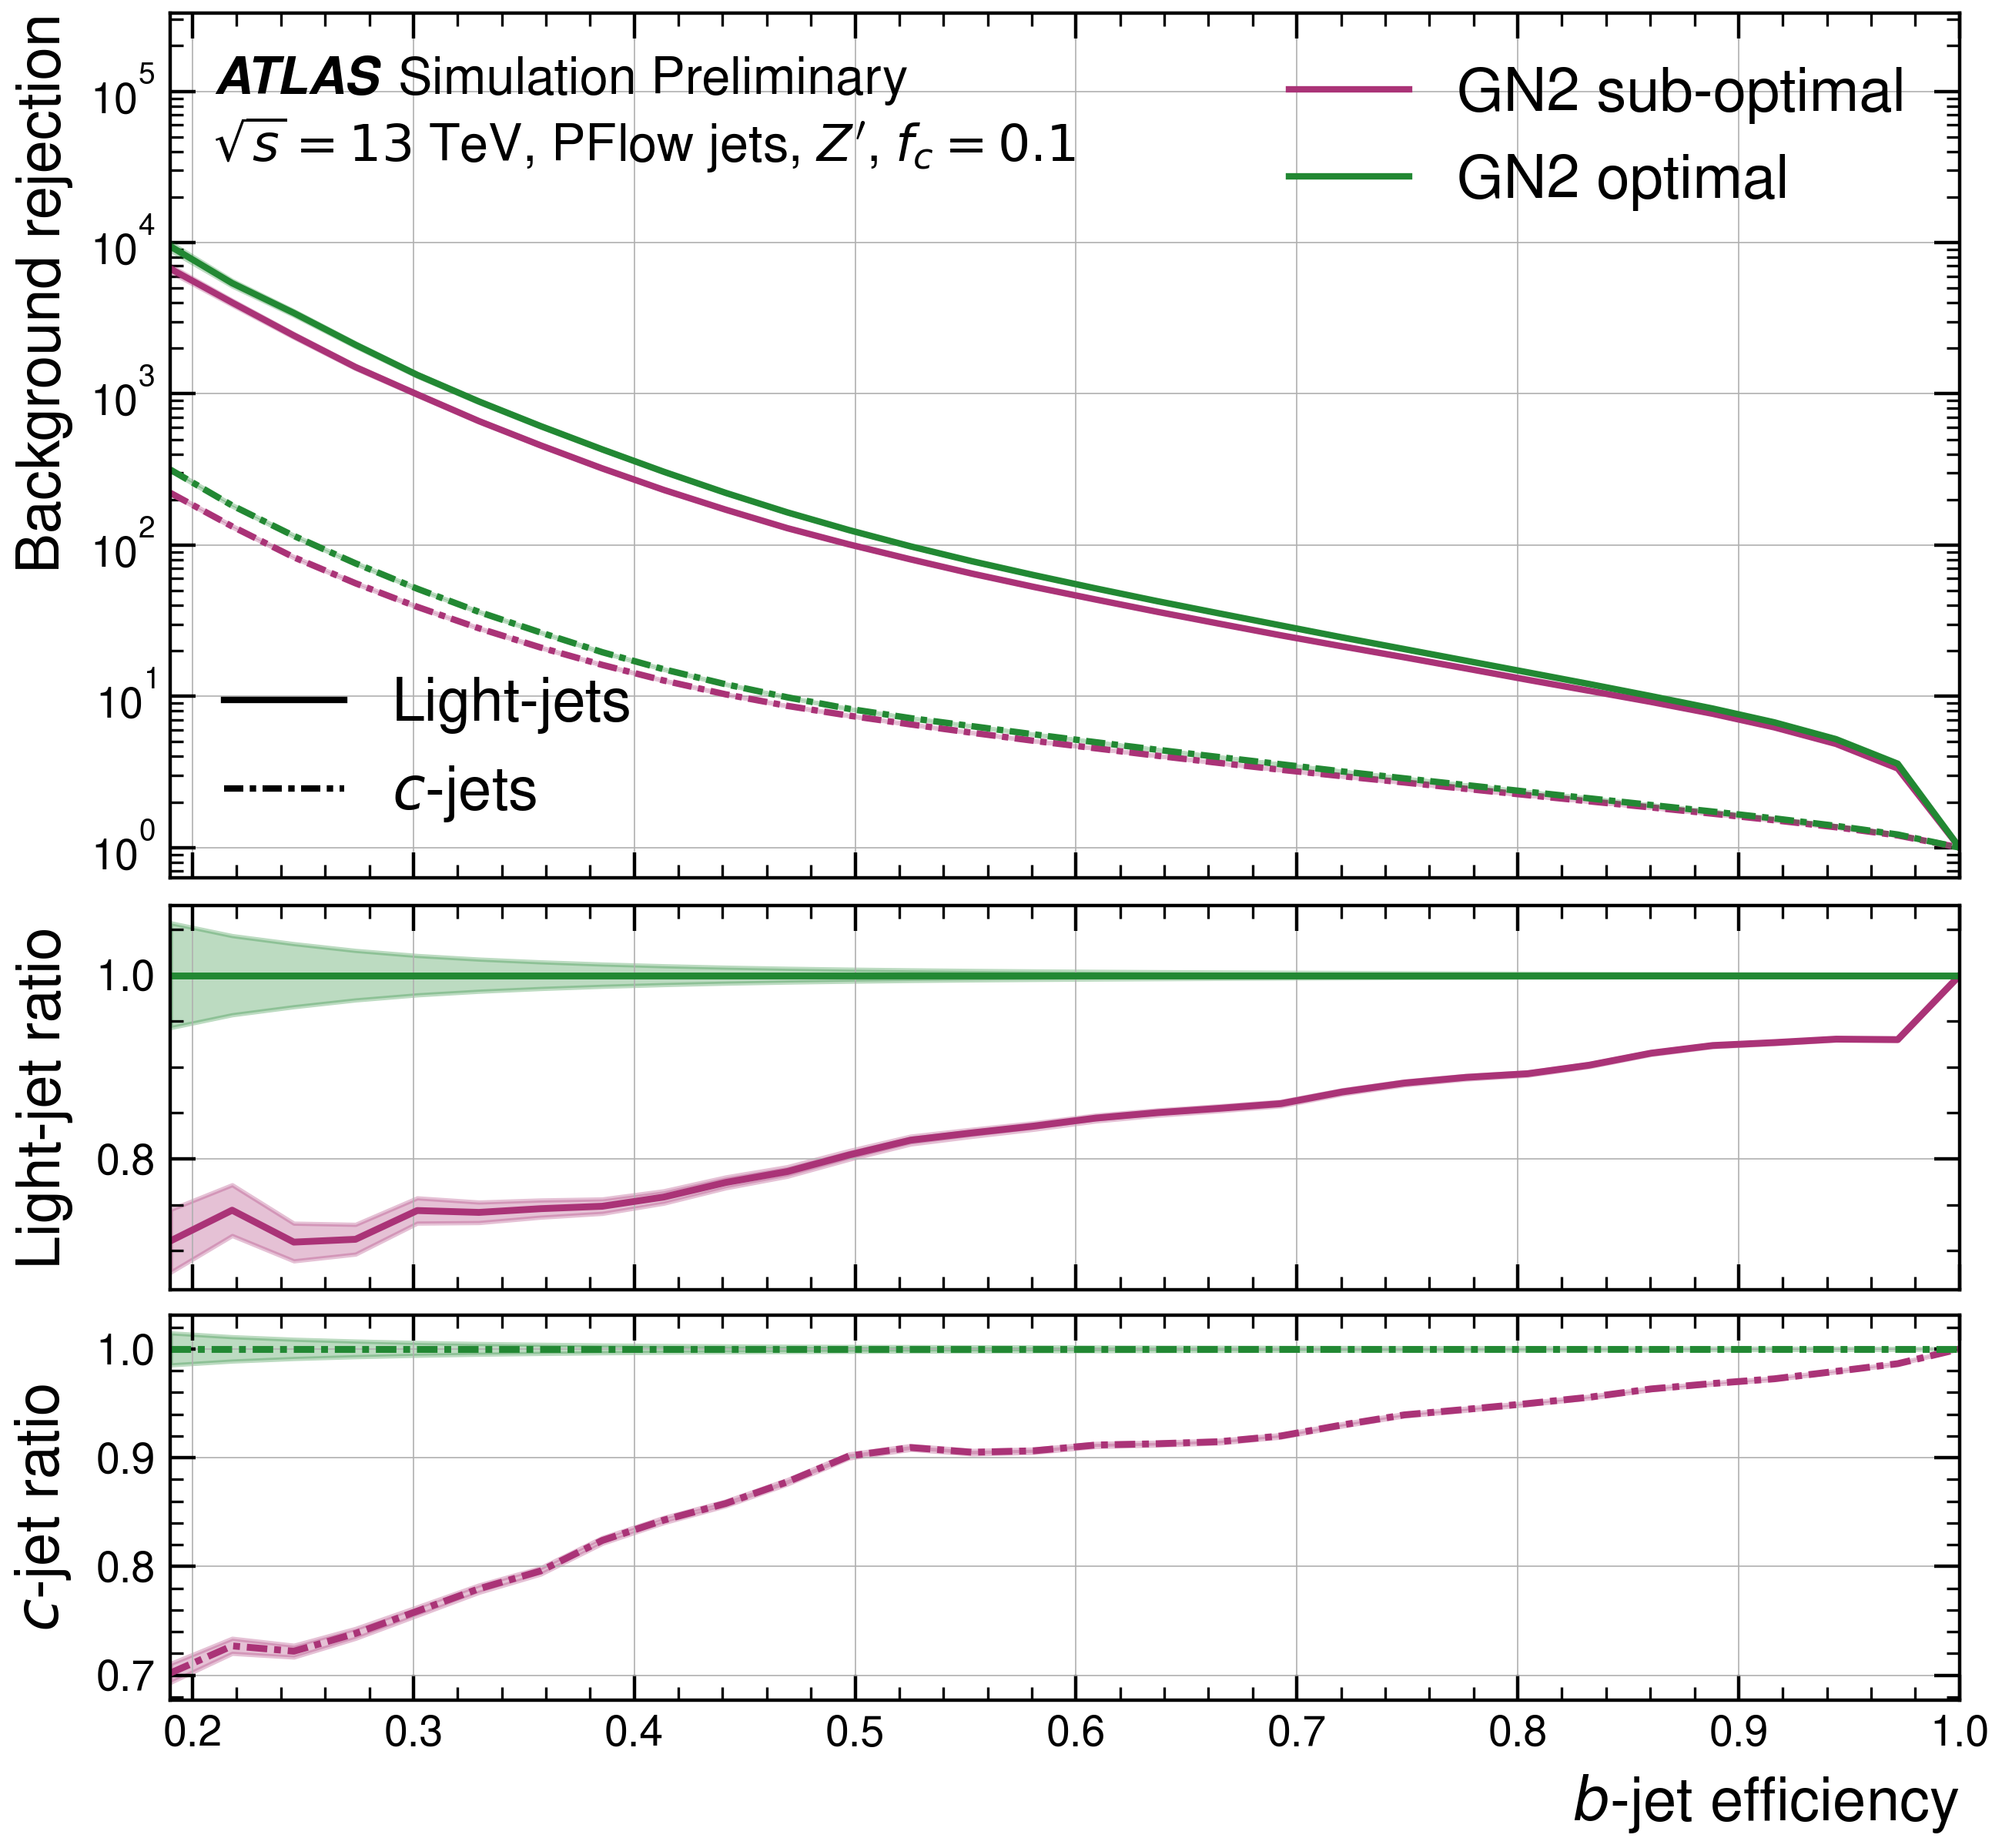 ATLAS Simulation Preliminary
√s = 13 TeV, PFlow jets, Z′, f_c = 0.1
GN2 sub-optimal
GN2 optimal
Background rejection
10^5
10^4
10^3
10^2
10^1
10^0
Light-jets
c-jets
Light-jet ratio
1.0
0.8
c-jet ratio
1.0
0.9
0.8
0.7
0.2 0.3 0.4 0.5 0.6 0.7 0.8 0.9 1.0
b-jet efficiency